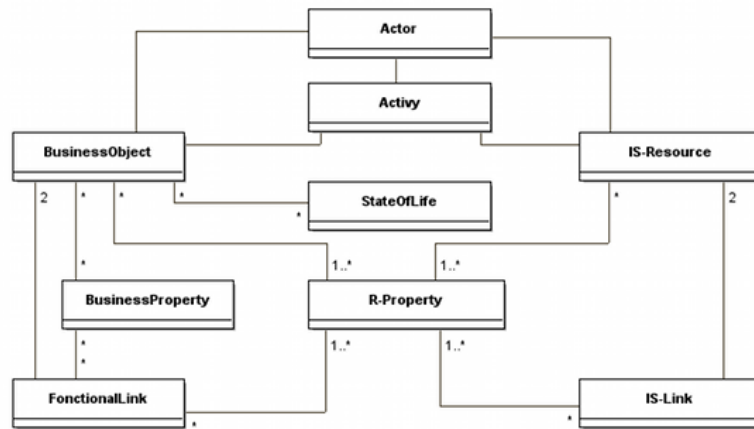 Actor
Activy
BusinessObject
IS-Resource
2
*
*
*
*
2
StateOfLife
*
*
1..*
1..*
BusinessProperty
R-Property
*
*
1..*
1..*
FonctionalLink
IS-Link
*
*